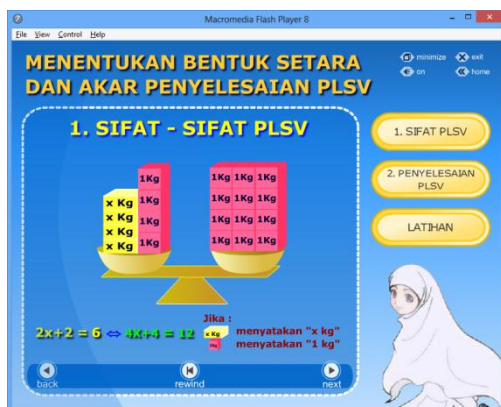 Macromedia Flash Player 8
File View Control Help
MENENTUKAN BENTUK SETARA
DAN AKAR PENYELESAIAN PLSV
minimize exit
on home
1. SIFAT - SIFAT PLSV
1. SIFAT PLSV
2. PENYELESAIAN
PLSV
LATIHAN
1Kg
x Kg 1Kg
x Kg 1Kg
x Kg 1Kg
x Kg
1Kg 1Kg 1Kg
1Kg 1Kg 1Kg
1Kg 1Kg 1Kg
1Kg 1Kg 1Kg
Jika :
2x+2 = 6 ⇔ 4X+4 = 12
x Kg menyatakan "x kg"
1Kg menyatakan "1 kg"
back rewind next